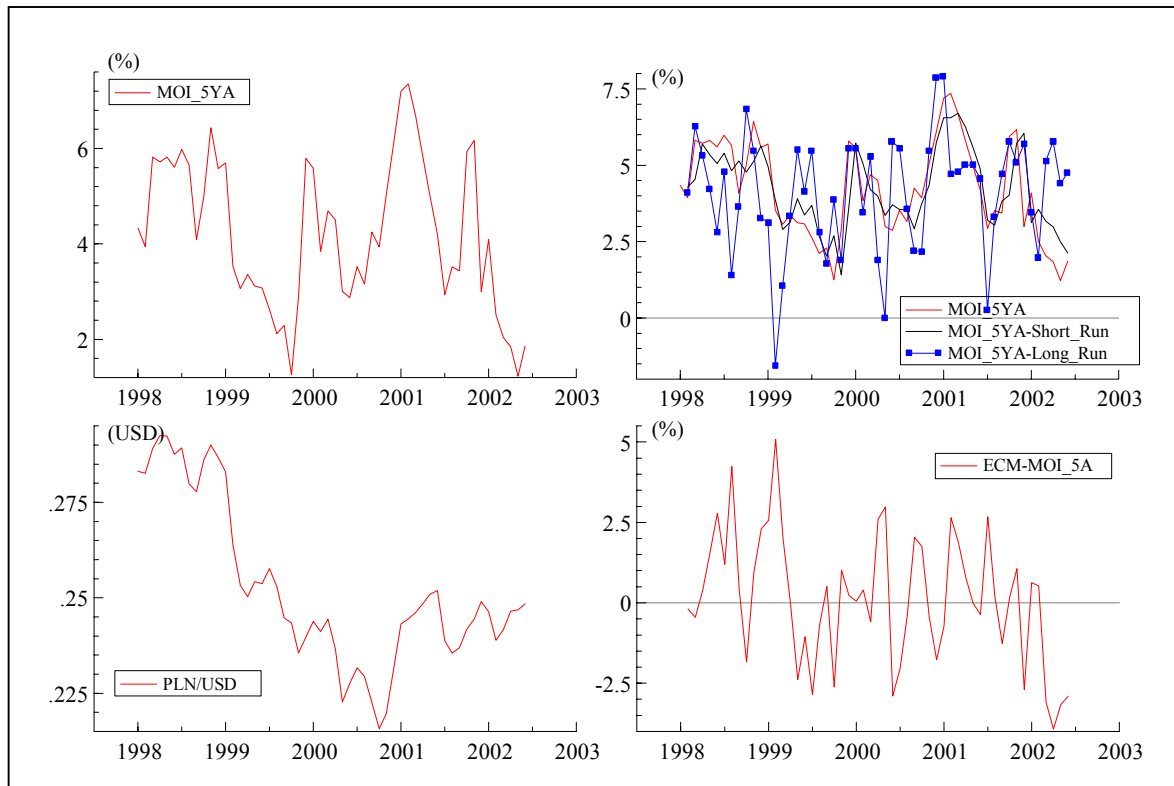 (%)
MOI_5YA
6
4
2
1998 1999 2000 2001 2002 2003
(%)
7.5
5
2.5
0
MOI_5YA
MOI_5YA-Short_Run
MOI_5YA-Long_Run
1998 1999 2000 2001 2002 2003
(USD)
.275
.25
.225
PLN/USD
1998 1999 2000 2001 2002 2003
(%)
5
ECM-MOI_5A
2.5
0
-2.5
1998 1999 2000 2001 2002 2003